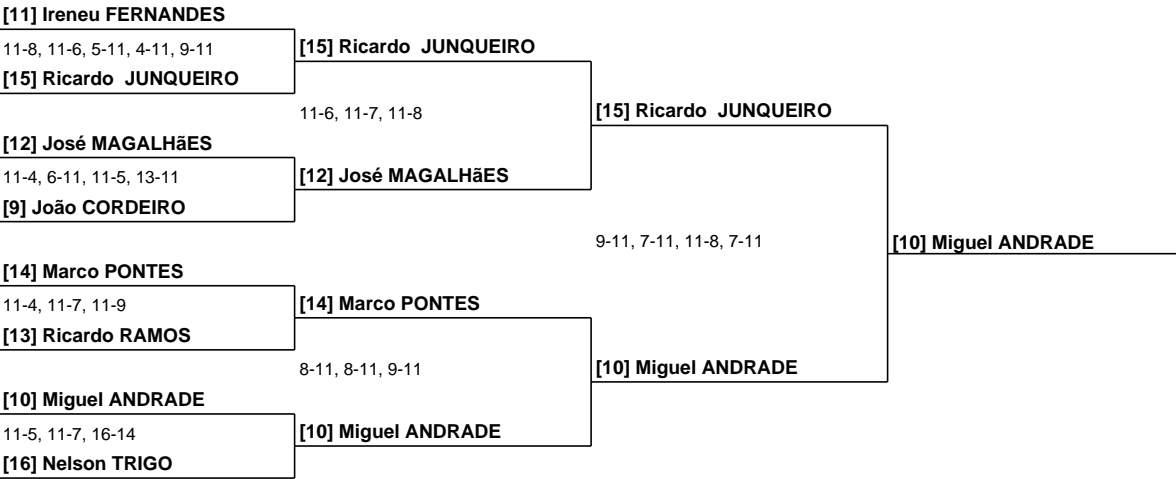 [11] Ireneu FERNANDES
11-8, 11-6, 5-11, 4-11, 9-11
[15] Ricardo  JUNQUEIRO
[15] Ricardo  JUNQUEIRO
11-6, 11-7, 11-8
[15] Ricardo  JUNQUEIRO
[12] José MAGALHãES
11-4, 6-11, 11-5, 13-11
[12] José MAGALHãES
[9] João CORDEIRO
9-11, 7-11, 11-8, 7-11
[10] Miguel ANDRADE
[14] Marco PONTES
11-4, 11-7, 11-9
[14] Marco PONTES
[13] Ricardo RAMOS
8-11, 8-11, 9-11
[10] Miguel ANDRADE
[10] Miguel ANDRADE
11-5, 11-7, 16-14
[10] Miguel ANDRADE
[16] Nelson TRIGO